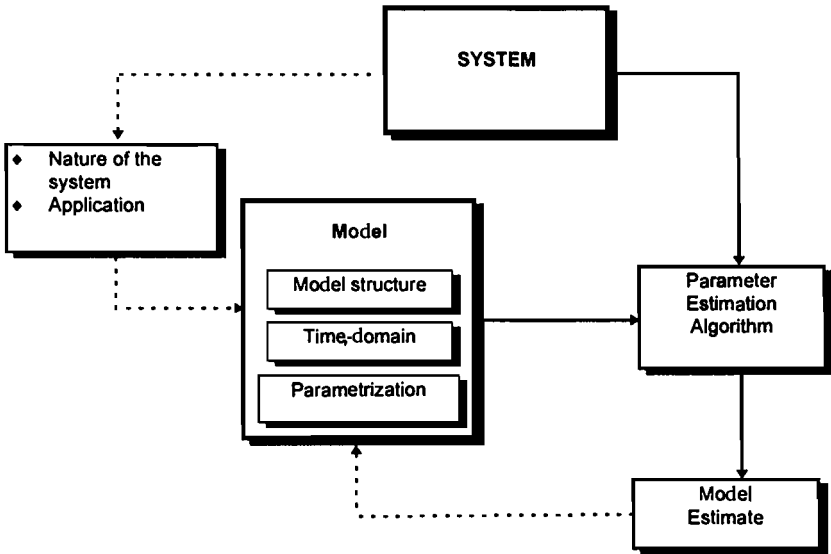 SYSTEM
♦ Nature of the
system
♦ Application
Model
Model structure
Time-domain
Parametrization
Parameter
Estimation
Algorithm
Model
Estimate